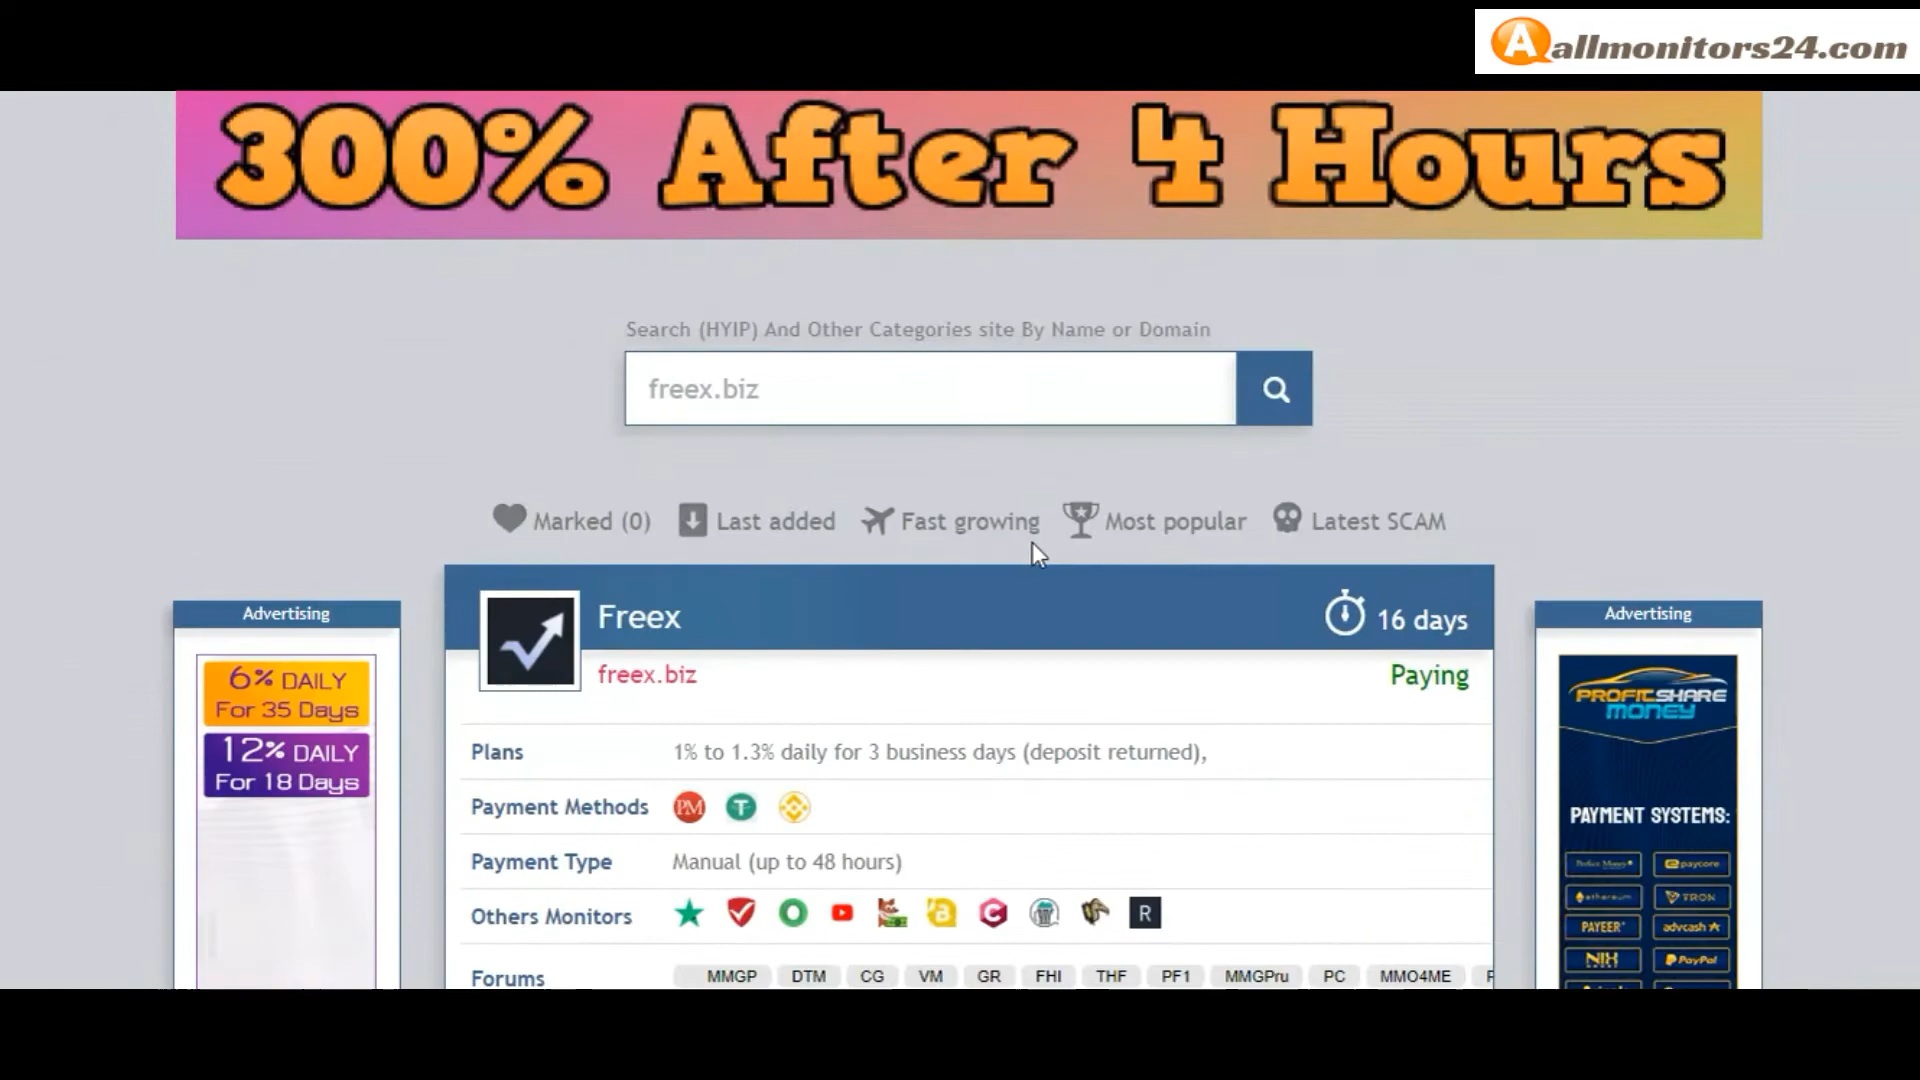 allmonitors24.com
300% After 4 Hours
Search (HYIP) And Other Categories site By Name or Domain
freex.biz
Marked (0) Last added Fast growing Most popular Latest SCAM
Advertising
6% DAILY
For 35 Days
12% DAILY
For 18 Days
Freex 16 days
freex.biz Paying
Plans 1% to 1.3% daily for 3 business days (deposit returned),
Payment Methods PM T
Payment Type Manual (up to 48 hours)
Others Monitors B C R
Forums MMGP DTM CG VM GR FHI THF PF1 MMGPru PC MMO4ME
Advertising
PROFITSHARE
MONEY
PAYMENT SYSTEMS:
Perfect Money epaycore
ethereum TRON
PAYEER advcash
NIX PayPal